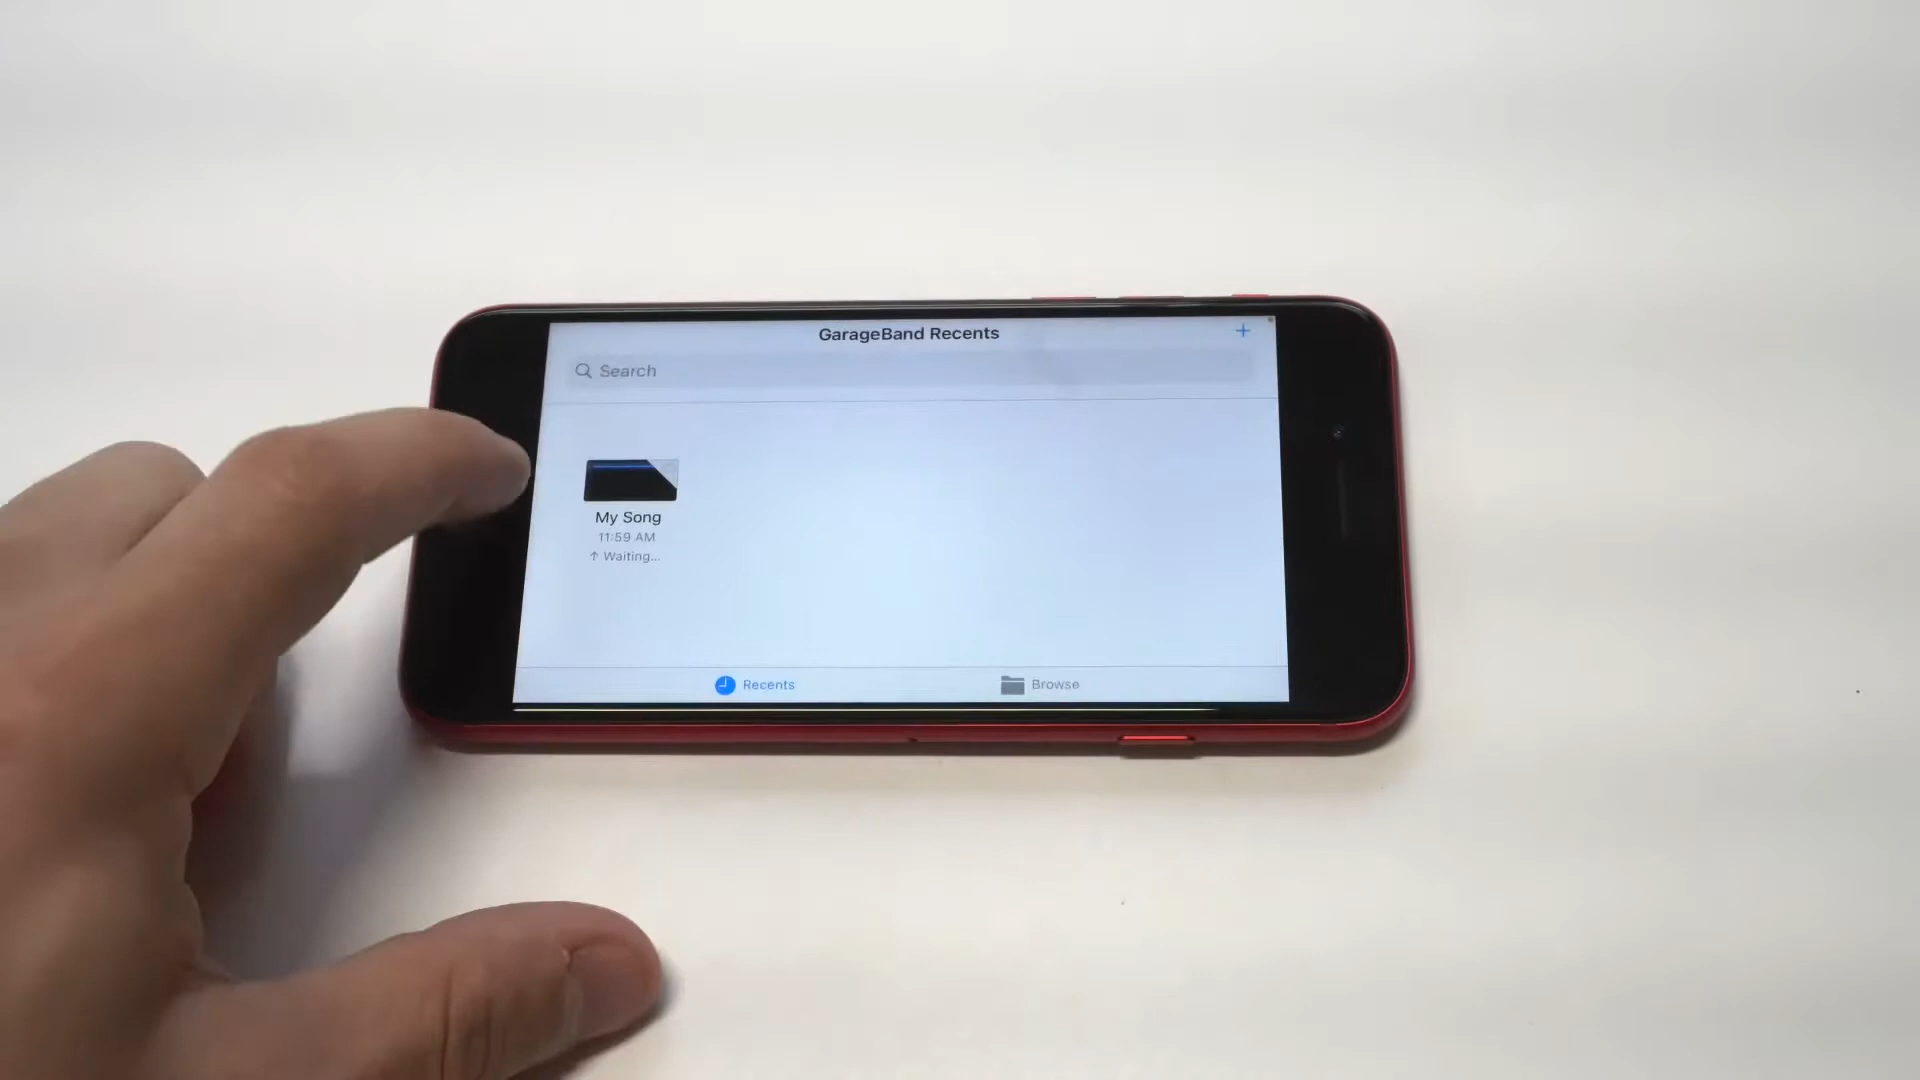 GarageBand Recents
Search
My Song
11:59 AM
↑ Waiting...
Recents
Browse